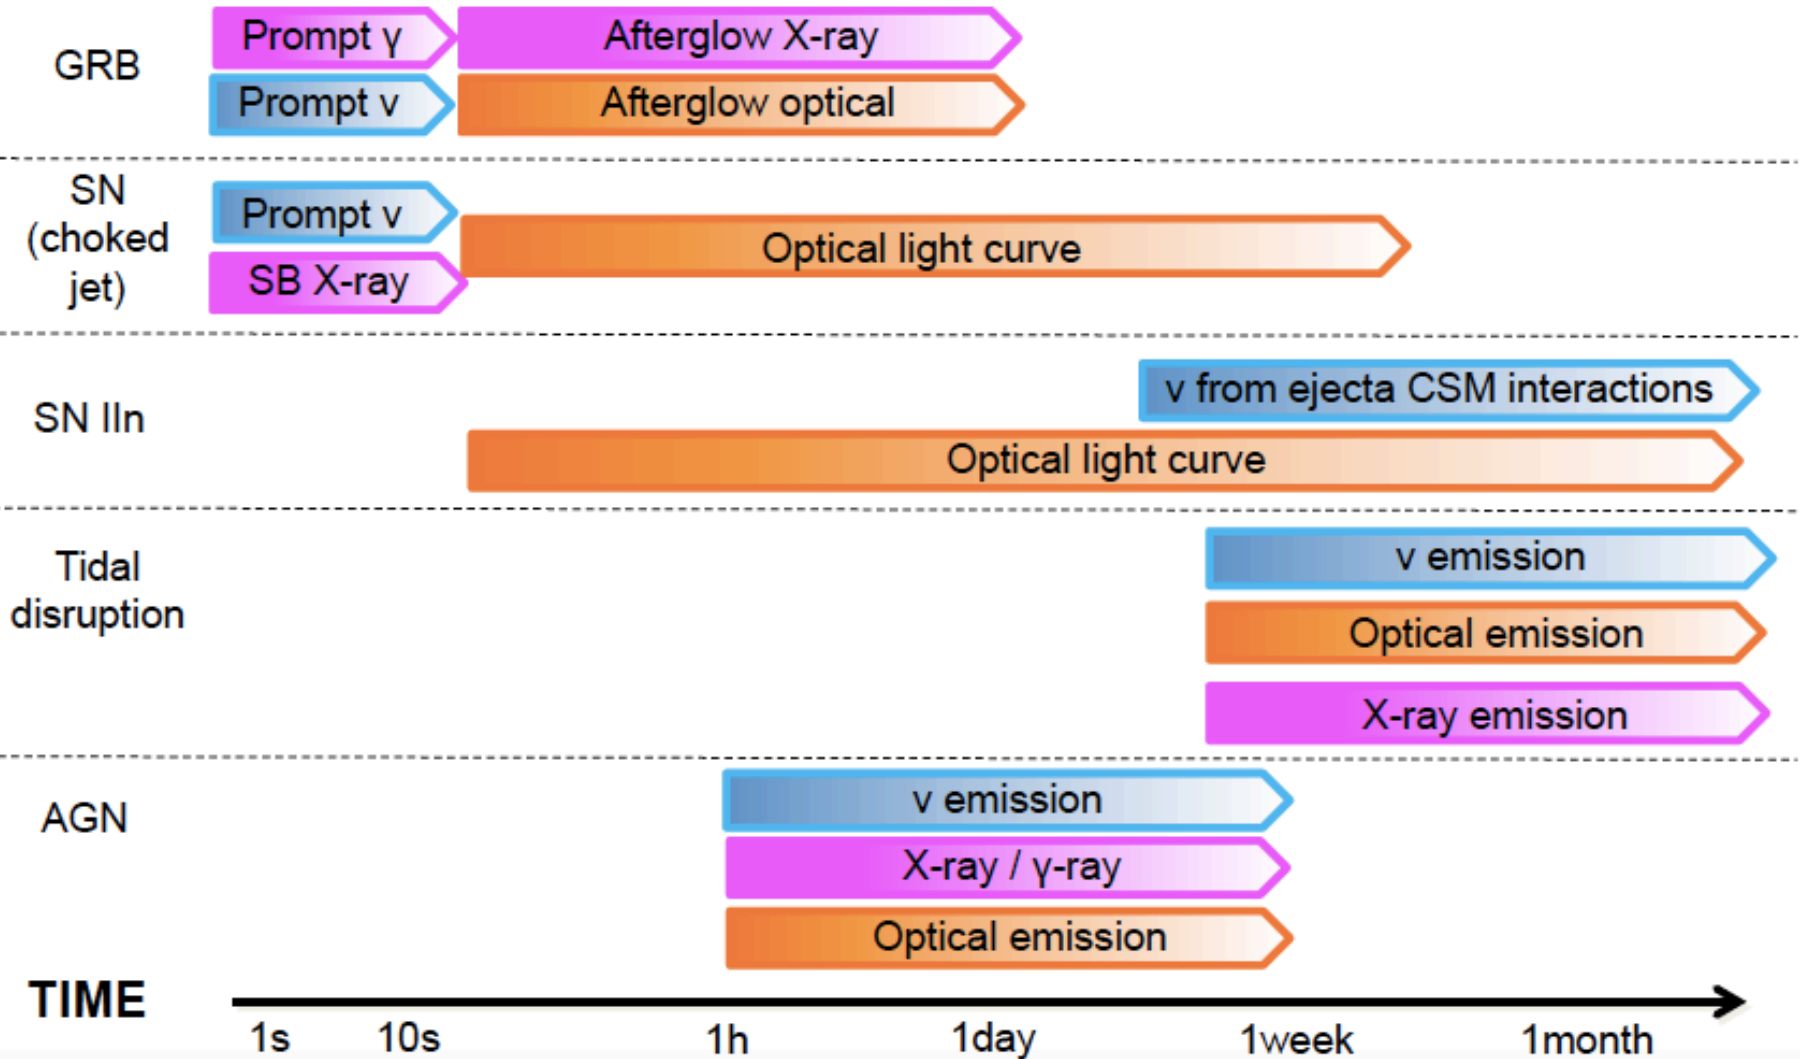 GRB
Prompt γ
Afterglow X-ray
Prompt ν
Afterglow optical
SN
(choked
jet)
Prompt ν
SB X-ray
Optical light curve
SN IIn
ν from ejecta CSM interactions
Optical light curve
Tidal
disruption
ν emission
Optical emission
X-ray emission
AGN
ν emission
X-ray / γ-ray
Optical emission
TIME
1s 10s 1h 1day 1week 1month